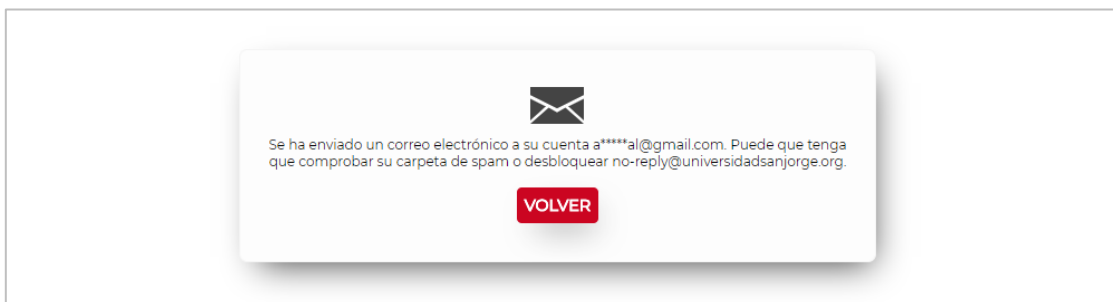 Se ha enviado un correo electrónico a su cuenta a*****al@gmail.com. Puede que tenga
que comprobar su carpeta de spam o desbloquear no-reply@universidadsanjorge.org.
VOLVER